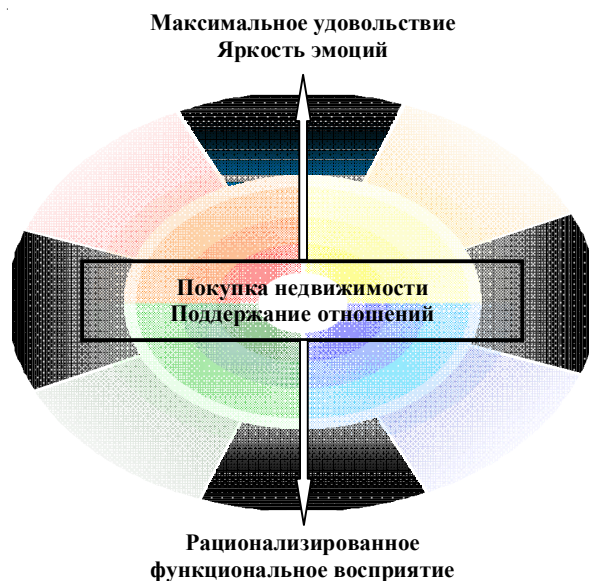 Максимальное удовольствие
Яркость эмоций
Покупка недвижимости
Поддержание отношений
Рационализированное
функциональное восприятие